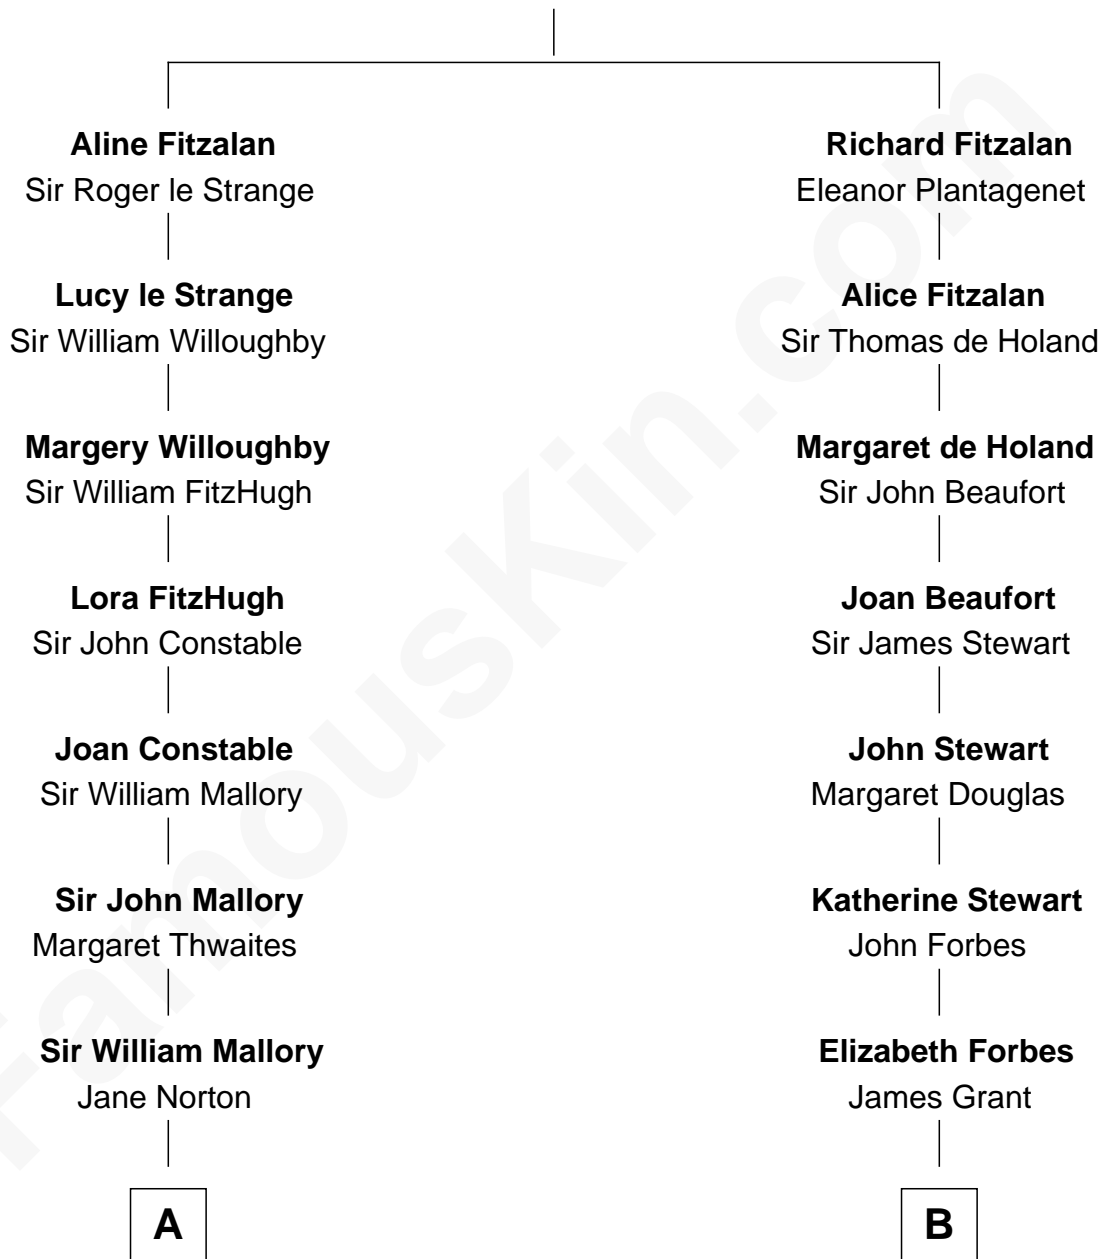 Aline Fitzalan
Sir Roger le Strange
Richard Fitzalan
Eleanor Plantagenet
Lucy le Strange
Sir William Willoughby
Alice Fitzalan
Sir Thomas de Holand
Margery Willoughby
Sir William FitzHugh
Margaret de Holand
Sir John Beaufort
Lora FitzHugh
Sir John Constable
Joan Beaufort
Sir James Stewart
Joan Constable
Sir William Mallory
John Stewart
Margaret Douglas
Sir John Mallory
Margaret Thwaites
Katherine Stewart
John Forbes
Sir William Mallory
Jane Norton
Elizabeth Forbes
James Grant
A
B
FamousKin.com